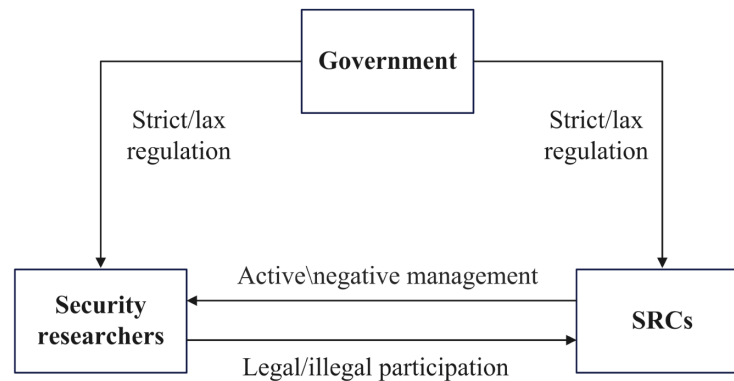 Government
Strict/lax
regulation
Strict/lax
regulation
Active\negative management
Security
researchers
SRCs
Legal/illegal participation